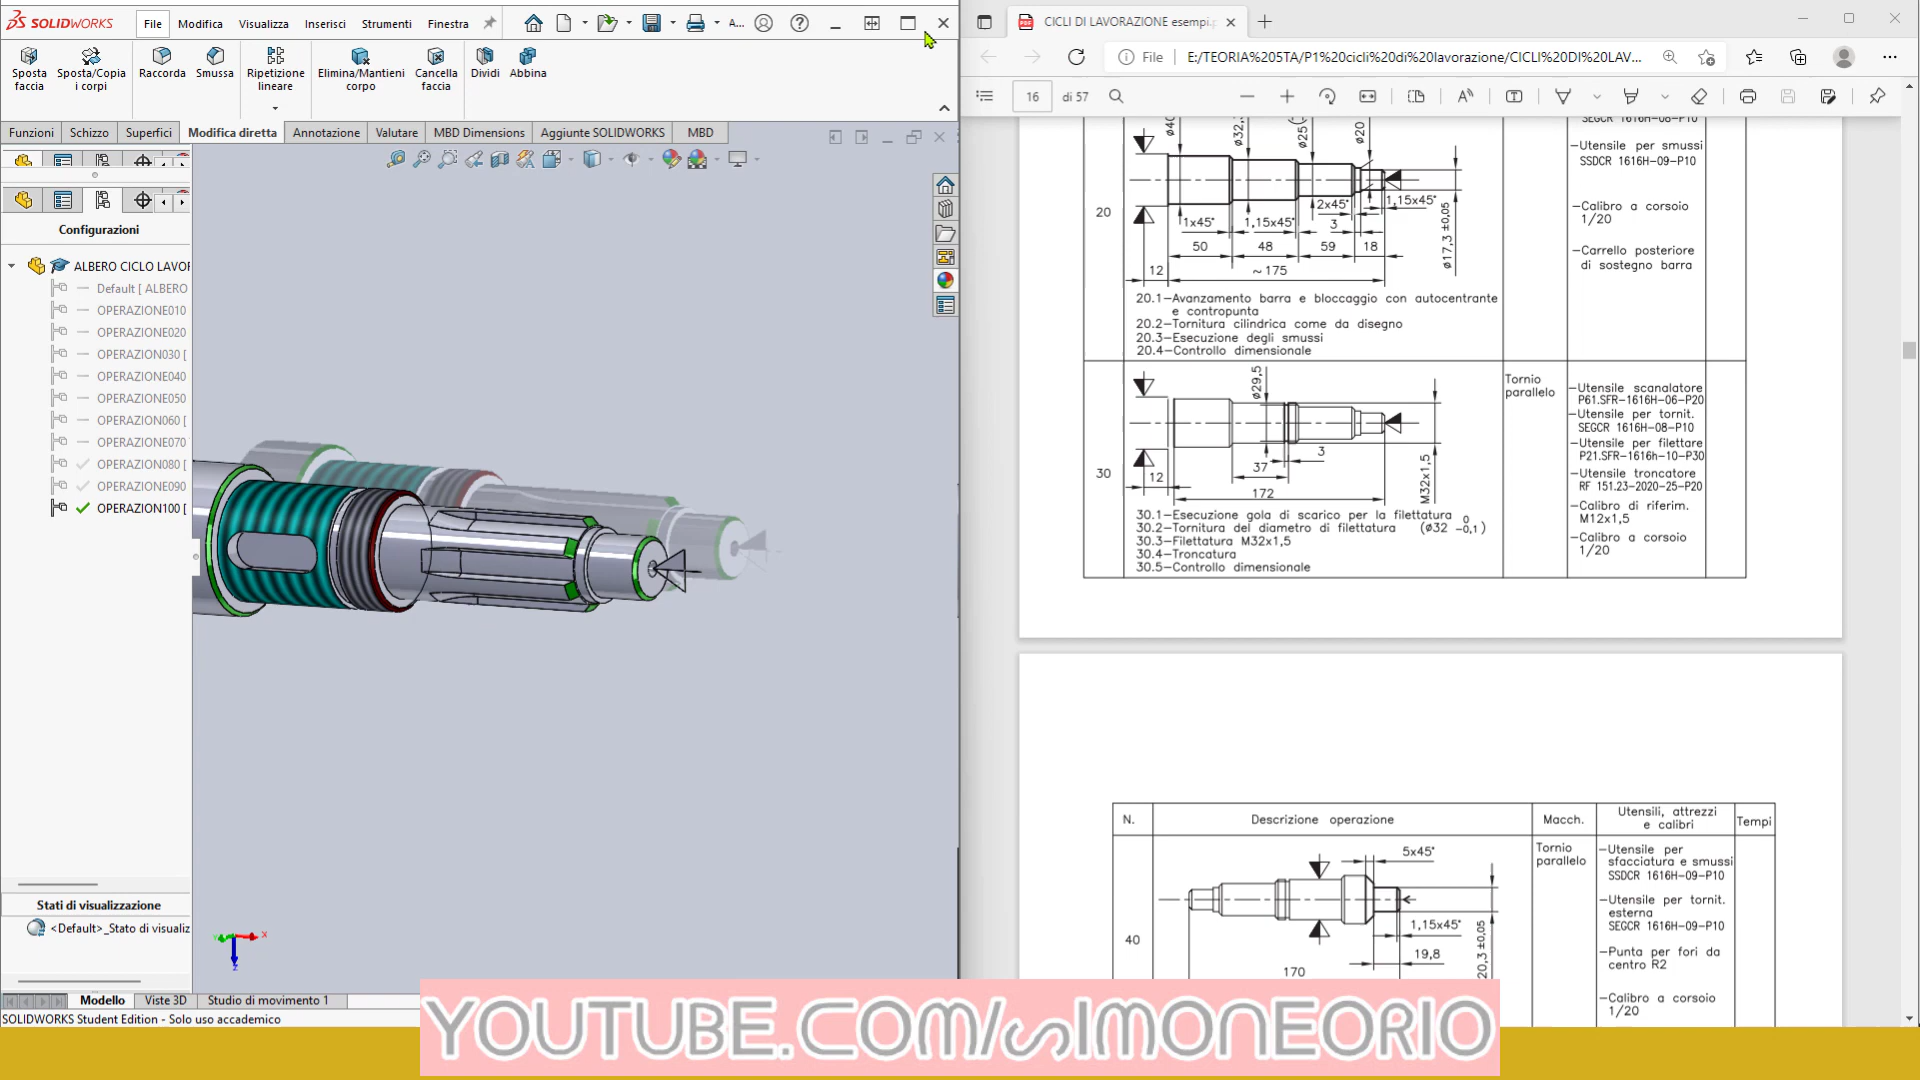 SOLIDWORKS
File Modifica Visualizza Inserisci Strumenti Finestra A...
Sposta faccia
Sposta/Copia i corpi
Raccorda
Smussa
Ripetizione lineare
Elimina/Mantieni corpo
Cancella faccia
Dividi
Abbina
Funzioni Schizzo Superfici Modifica diretta Annotazione Valutare MBD Dimensions Aggiunte SOLIDWORKS MBD
Configurazioni
ALBERO CICLO LAVOR
Default [ ALBERO
OPERAZIONE010
OPERAZIONE020
OPERAZION030 [
OPERAZIONE040
OPERAZIONE050
OPERAZION060 [
OPERAZIONE070
OPERAZION080 [
OPERAZIONE090
OPERAZION100 [
Stati di visualizzazione
<Default>_Stato di visualiz
X
Y
Z
Modello Vista 3D Studio di movimento 1
SOLIDWORKS Student Edition - Solo uso accademico
CICLI DI LAVORAZIONE esempi.
File
E:/TEORIA%205TA/P1%20cicli%20di%20lavorazione/CICLI%20DI%20LAV...
16 di 57
SEGCR 1616H-08-P10
-Utensile per smussi
SSDCR 1616H-09-P10
-Calibro a corsoio
1/20
-Carrello posteriore
di sostegno barra
20
ø40
ø32,
ø25(
ø20
1x45°
1,15x45°
2x45°
1,15x45°
3
50
48
59
18
12
~175
ø17,3 ±0,05
20.1-Avanzamento barra e bloccaggio con autocentrante
e contropunta
20.2-Tornitura cilindrica come da disegno
20.3-Esecuzione degli smussi
20.4-Controllo dimensionale
30
ø29,5
3
37
12
172
M32x1,5
Tornio
parallelo
-Utensile scanalatore
P61.SFR-1616H-06-P20
-Utensile per tornit.
SEGCR 1616H-08-P10
-Utensile per filettare
P21.SFR-1616h-10-P30
-Utensile troncatore
RF 151.23-2020-25-P20
-Calibro di riferim.
M12x1,5
-Calibro a corsoio
1/20
30.1-Esecuzione gola di scarico per la filettatura
30.2-Tornitura del diametro di filettatura (ø32 0 -0,1)
30.3-Filettatura M32x1,5
30.4-Troncatura
30.5-Controllo dimensionale
N. Descrizione operazione Macch. Utensili, attrezzi e calibri Tempi
40
5x45°
1,15x45°
19,8
170
20,3 ±0,05
Tornio
parallelo
-Utensile per
sfacciatura e smussi
SSDCR 1616H-09-P10
-Utensile per tornit.
esterna
SEGCR 1616H-09-P10
-Punta per fori da
centro R2
-Calibro a corsoio
1/20
YOUTUBE.COM/SIMONEORIO